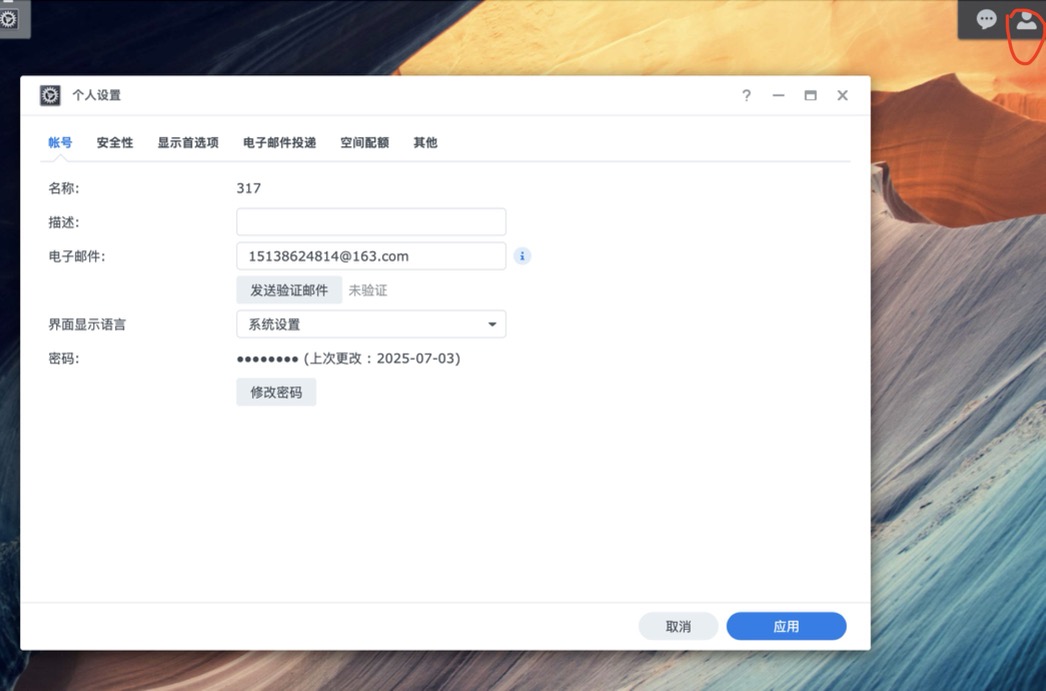 个人设置
帐号 安全性 显示首选项 电子邮件投递 空间配额 其他
名称: 317
描述:
电子邮件: 15138624814@163.com
发送验证邮件 未验证
界面显示语言 系统设置
密码: ●●●●●●●● (上次更改：2025-07-03)
修改密码
取消 应用